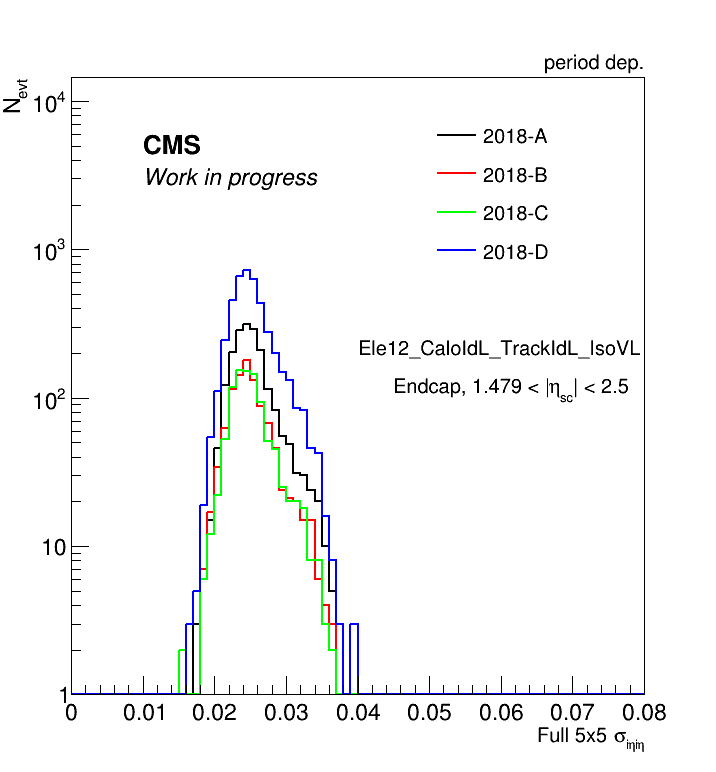 period dep.
N_evt
10^4
CMS
Work in progress
2018-A
2018-B
2018-C
2018-D
10^3
Ele12_CaloIdL_TrackIdL_IsoVL
Endcap, 1.479 < |η_sc| < 2.5
10^2
10
1
0 0.01 0.02 0.03 0.04 0.05 0.06 0.07 0.08
Full 5x5 σ_iηiη